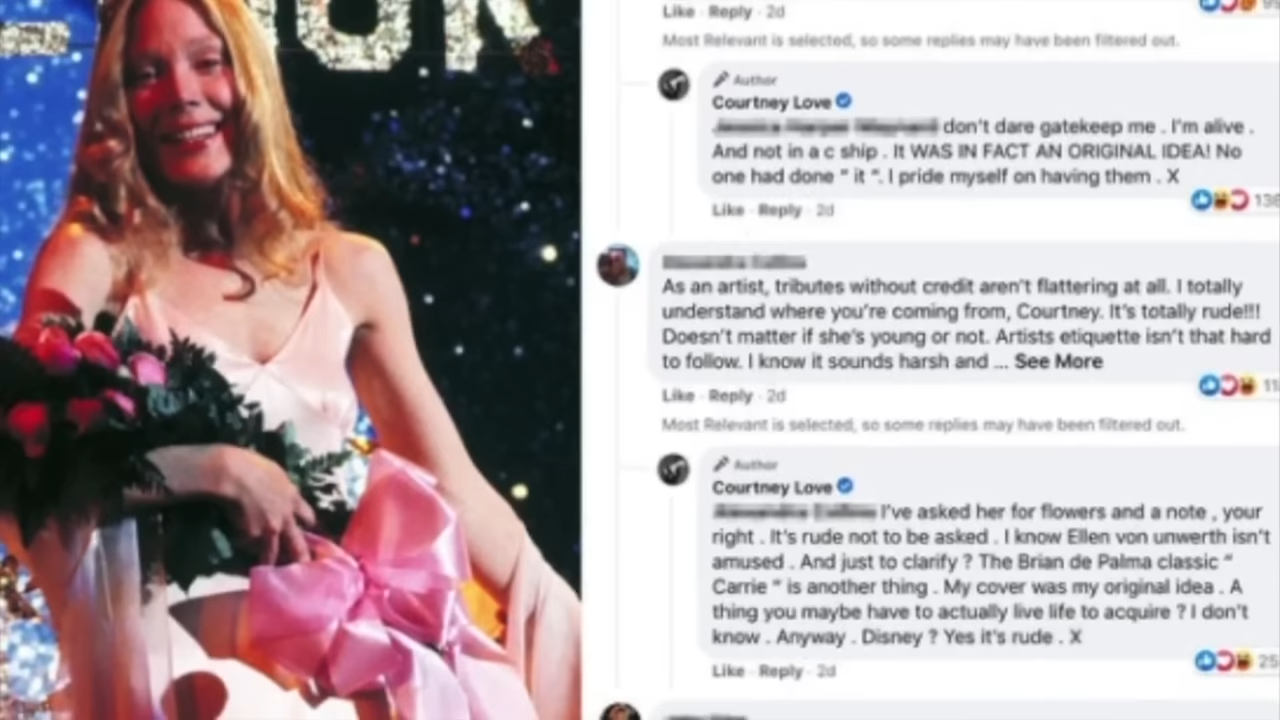 Like · Reply · 2d
Most Relevant is selected, so some replies may have been filtered out.
Author
Courtney Love
don't dare gatekeep me . I'm alive .
And not in a c ship . It WAS IN FACT AN ORIGINAL IDEA! No
one had done " it ". I pride myself on having them . X
Like · Reply · 2d
As an artist, tributes without credit aren't flattering at all. I totally
understand where you're coming from, Courtney. It's totally rude!!!
Doesn't matter if she's young or not. Artists etiquette isn't that hard
to follow. I know it sounds harsh and ... See More
Like · Reply · 2d
Most Relevant is selected, so some replies may have been filtered out.
Author
Courtney Love
I've asked her for flowers and a note , your
right . It's rude not to be asked . I know Ellen von unwerth isn't
amused . And just to clarify ? The Brian de Palma classic "
Carrie " is another thing . My cover was my original idea . A
thing you maybe have to actually live life to acquire ? I don't
know . Anyway . Disney ? Yes it's rude . X
Like · Reply · 2d
25